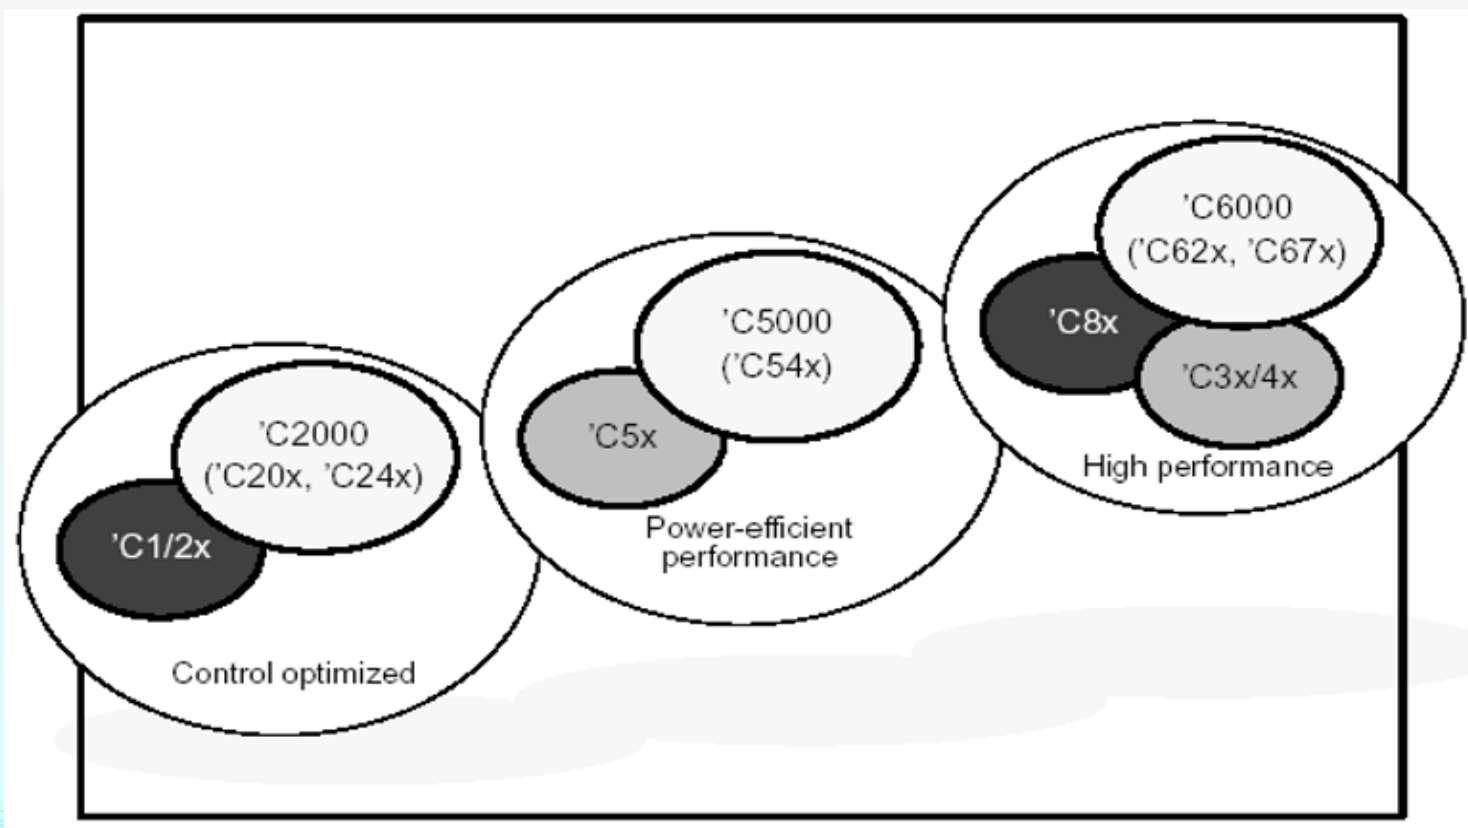 ’C6000
(’C62x, ’C67x)
’C8x
’C3x/4x
High performance
’C5000
(’C54x)
’C5x
Power-efficient
performance
’C2000
(’C20x, ’C24x)
’C1/2x
Control optimized